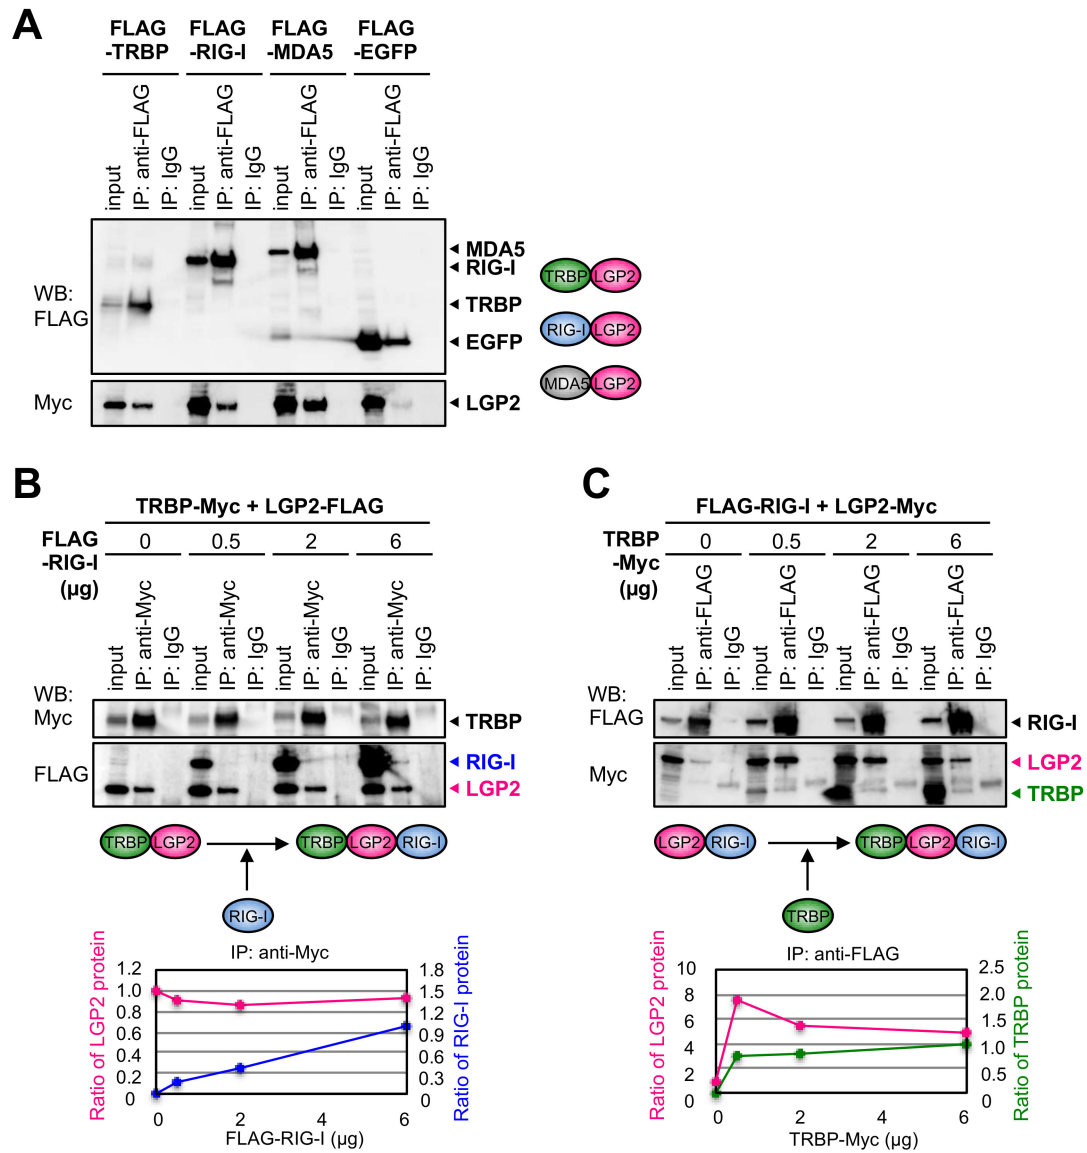 A
FLAG FLAG FLAG FLAG
-TRBP -RIG-I -MDA5 -EGFP
input IP: anti-FLAG IP: IgG input IP: anti-FLAG IP: IgG input IP: anti-FLAG IP: IgG input IP: anti-FLAG IP: IgG
WB:
FLAG
MDA5
RIG-I
TRBP
EGFP
Myc
LGP2
TRBP LGP2
RIG-I LGP2
MDA5 LGP2
B
TRBP-Myc + LGP2-FLAG
FLAG 0 0.5 2 6
-RIG-I
(µg)
input IP: anti-Myc IP: IgG input IP: anti-Myc IP: IgG input IP: anti-Myc IP: IgG input IP: anti-Myc IP: IgG
WB:
Myc
TRBP
FLAG
RIG-I
LGP2
TRBP LGP2 TRBP LGP2 RIG-I
RIG-I
IP: anti-Myc
Ratio of LGP2 protein
1.2
1.0
0.8
0.6
0.4
0.2
0
Ratio of RIG-I protein
1.8
1.5
1.2
0.9
0.6
0.3
0
0 2 4 6
FLAG-RIG-I (µg)
C
FLAG-RIG-I + LGP2-Myc
TRBP 0 0.5 2 6
-Myc
(µg)
input IP: anti-FLAG IP: IgG input IP: anti-FLAG IP: IgG input IP: anti-FLAG IP: IgG input IP: anti-FLAG IP: IgG
WB:
FLAG
RIG-I
Myc
LGP2
TRBP
LGP2 RIG-I TRBP LGP2 RIG-I
TRBP
IP: anti-FLAG
Ratio of LGP2 protein
10
8
6
4
2
0
Ratio of TRBP protein
2.5
2.0
1.5
1.0
0.5
0
0 2 4 6
TRBP-Myc (µg)